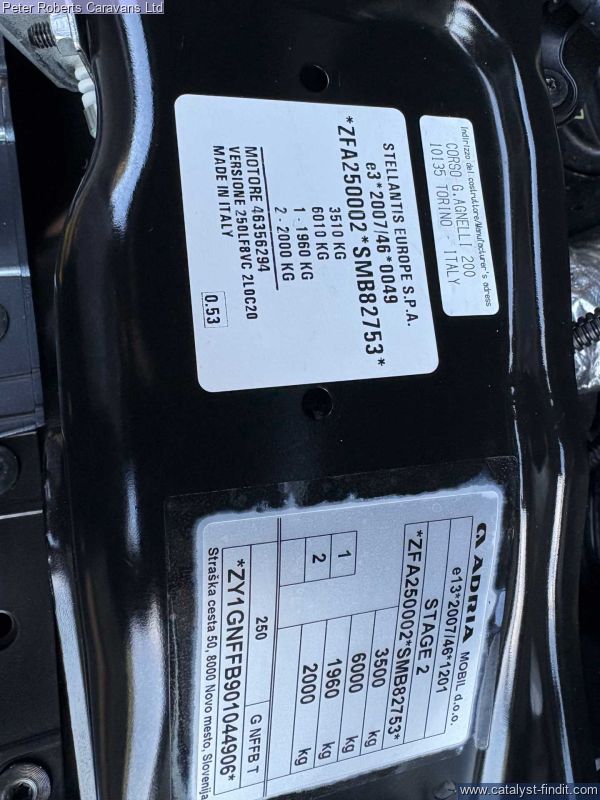 Peter Roberts Caravans Ltd
Indirizzo del costruttore/Manufacturer's adress
CORSO G.AGNELLI 200
10135 TORINO - ITALY
STELLANTIS EUROPE S.P.A.
e3*2007/46*0049
*ZFA250002*SMB82753*
3510 KG
6010 KG
1 - 1960 KG
2 - 2000 KG
MOTORE 46356294
VERSIONE 250LF8VC 2L0C20
MADE IN ITALY
0.53
ADRIA MOBIL d.o.o.
e13*2007/46*1201
STAGE 2
*ZFA250002*SMB82753*
3500 kg
6000 kg
1 1960 kg
2 2000 kg
250 G NFFB T
*ZY1GNFFB901044906*
Straška cesta 50, 8000 Novo mesto, Slovenija
www.catalyst-findit.com